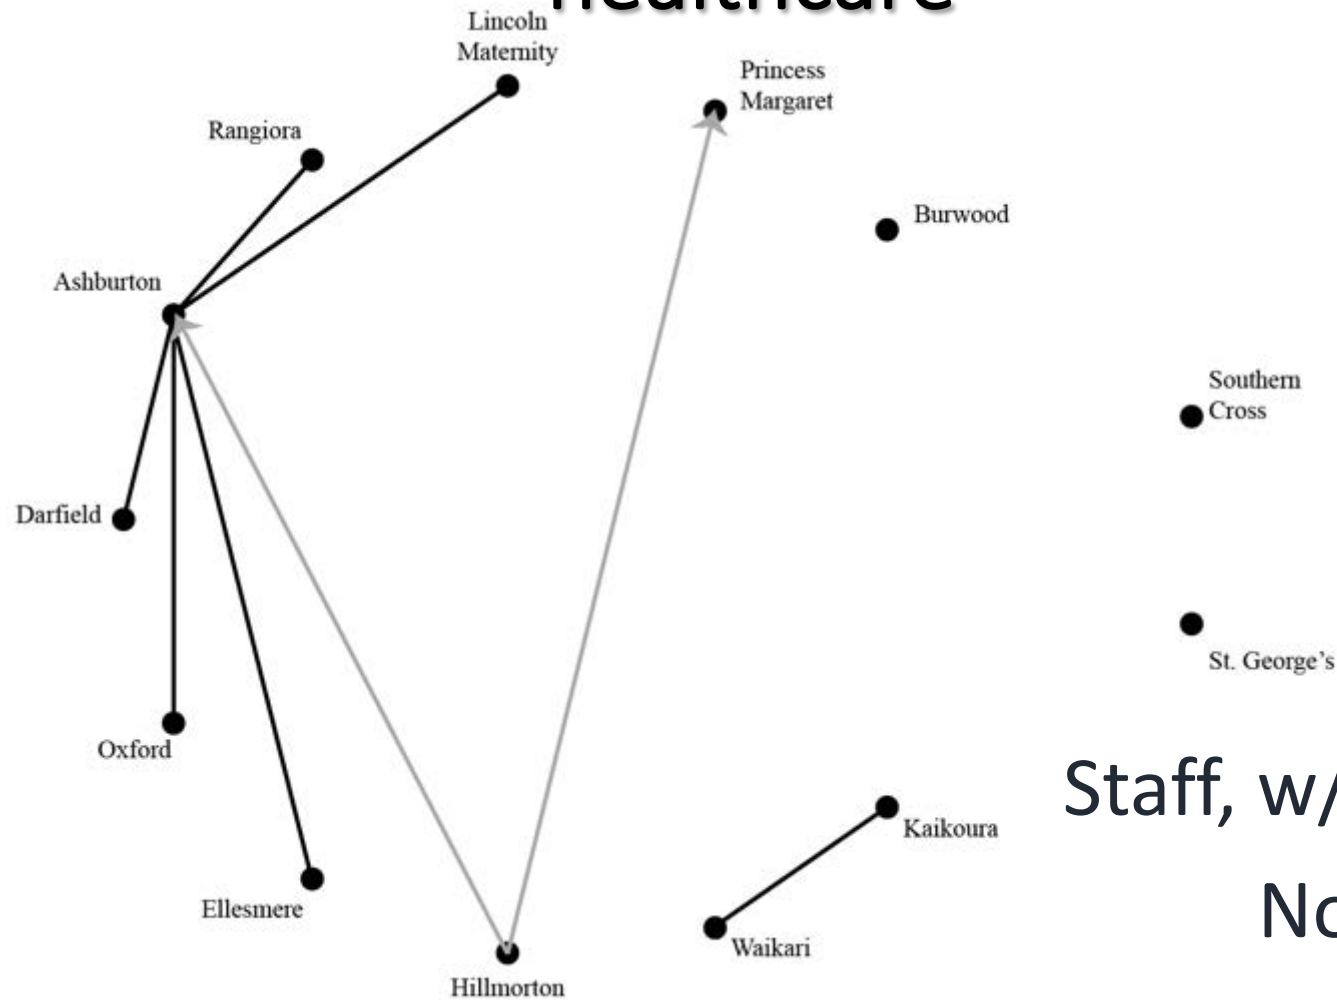 healthcare
Lincoln
Maternity
Princess
Margaret
Rangiora
Burwood
Ashburton
Southern
Cross
Darfield
St. George’s
Oxford
Staff, w/
Kaikoura
Ellesmere
No
Waikari
Hillmorton